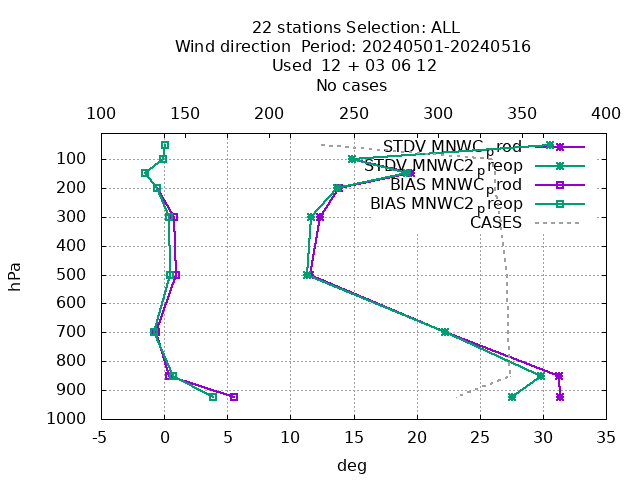 22 stations Selection: ALL
Wind direction  Period: 20240501-20240516
Used  12 + 03 06 12
No cases
100 150 200 250 300 350 400
STDV MNWC_prod
100
STDV MNWC2_preop
200
BIAS MNWC_prod
BIAS MNWC2_preop
300
CASES
400
hPa
500
600
700
800
900
1000
-5 0 5 10 15 20 25 30 35
deg